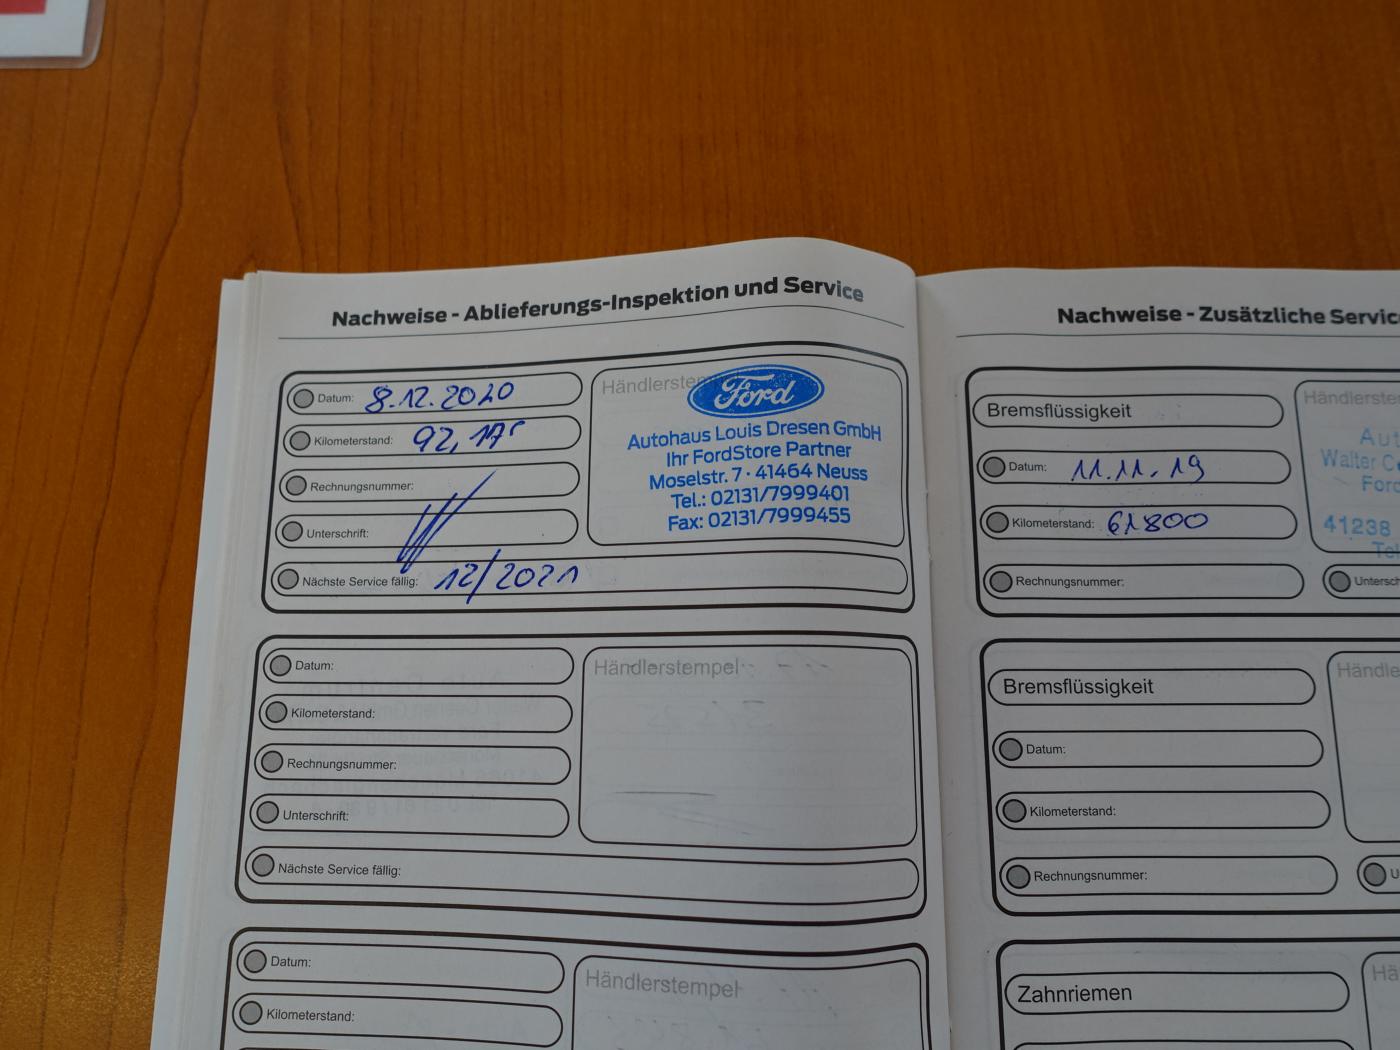 Nachweise - Ablieferungs-Inspektion und Service
Datum: 8.12.2020
Kilometerstand:
Rechnungsnummer:
Unterschrift:
Nächste Service fällig: 12/2021
Ford
Autohaus Louis Dresen GmbH
Ihr FordStore Partner
Moselstr. 7 · 41464 Neuss
Tel.: 02131/7999401
Fax: 02131/7999455
Datum:
Kilometerstand:
Rechnungsnummer:
Unterschrift:
Nächste Service fällig:
Händlerstempel
Datum:
Kilometerstand:
Händlerstempel
Nachweise - Zusätzliche Service
Bremsflüssigkeit
Datum: 11.11.19
Kilometerstand: 61800
Rechnungsnummer:
Walter
Ford
41238
Bremsflüssigkeit
Datum:
Kilometerstand:
Rechnungsnummer:
Zahnriemen